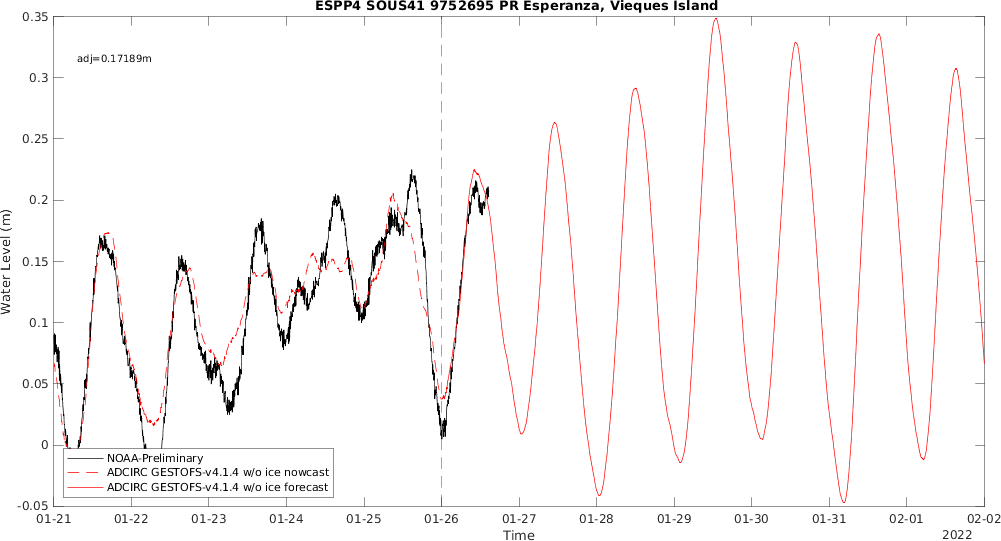 ESPP4 SOUS41 9752695 PR Esperanza, Vieques Island
adj=0.17189m
Water Level (m)
0.35
0.3
0.25
0.2
0.15
0.1
0.05
0
-0.05
NOAA-Preliminary
ADCIRC GESTOFS-v4.1.4 w/o ice nowcast
ADCIRC GESTOFS-v4.1.4 w/o ice forecast
01-21 01-22 01-23 01-24 01-25 01-26 01-27 01-28 01-29 01-30 01-31 02-01 02-02
Time
2022